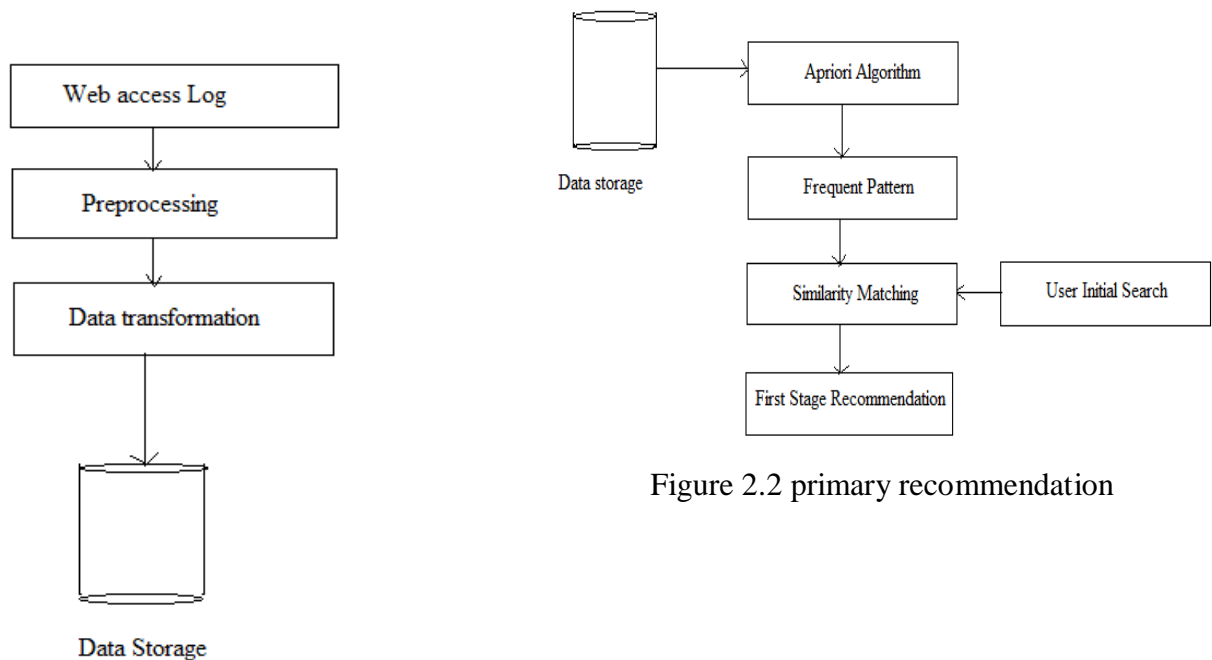 Web access Log
Preprocessing
Data transformation
Data Storage
Apriori Algorithm
Data storage
Frequent Pattern
Similarity Matching
User Initial Search
First Stage Recommendation
Figure 2.2 primary recommendation